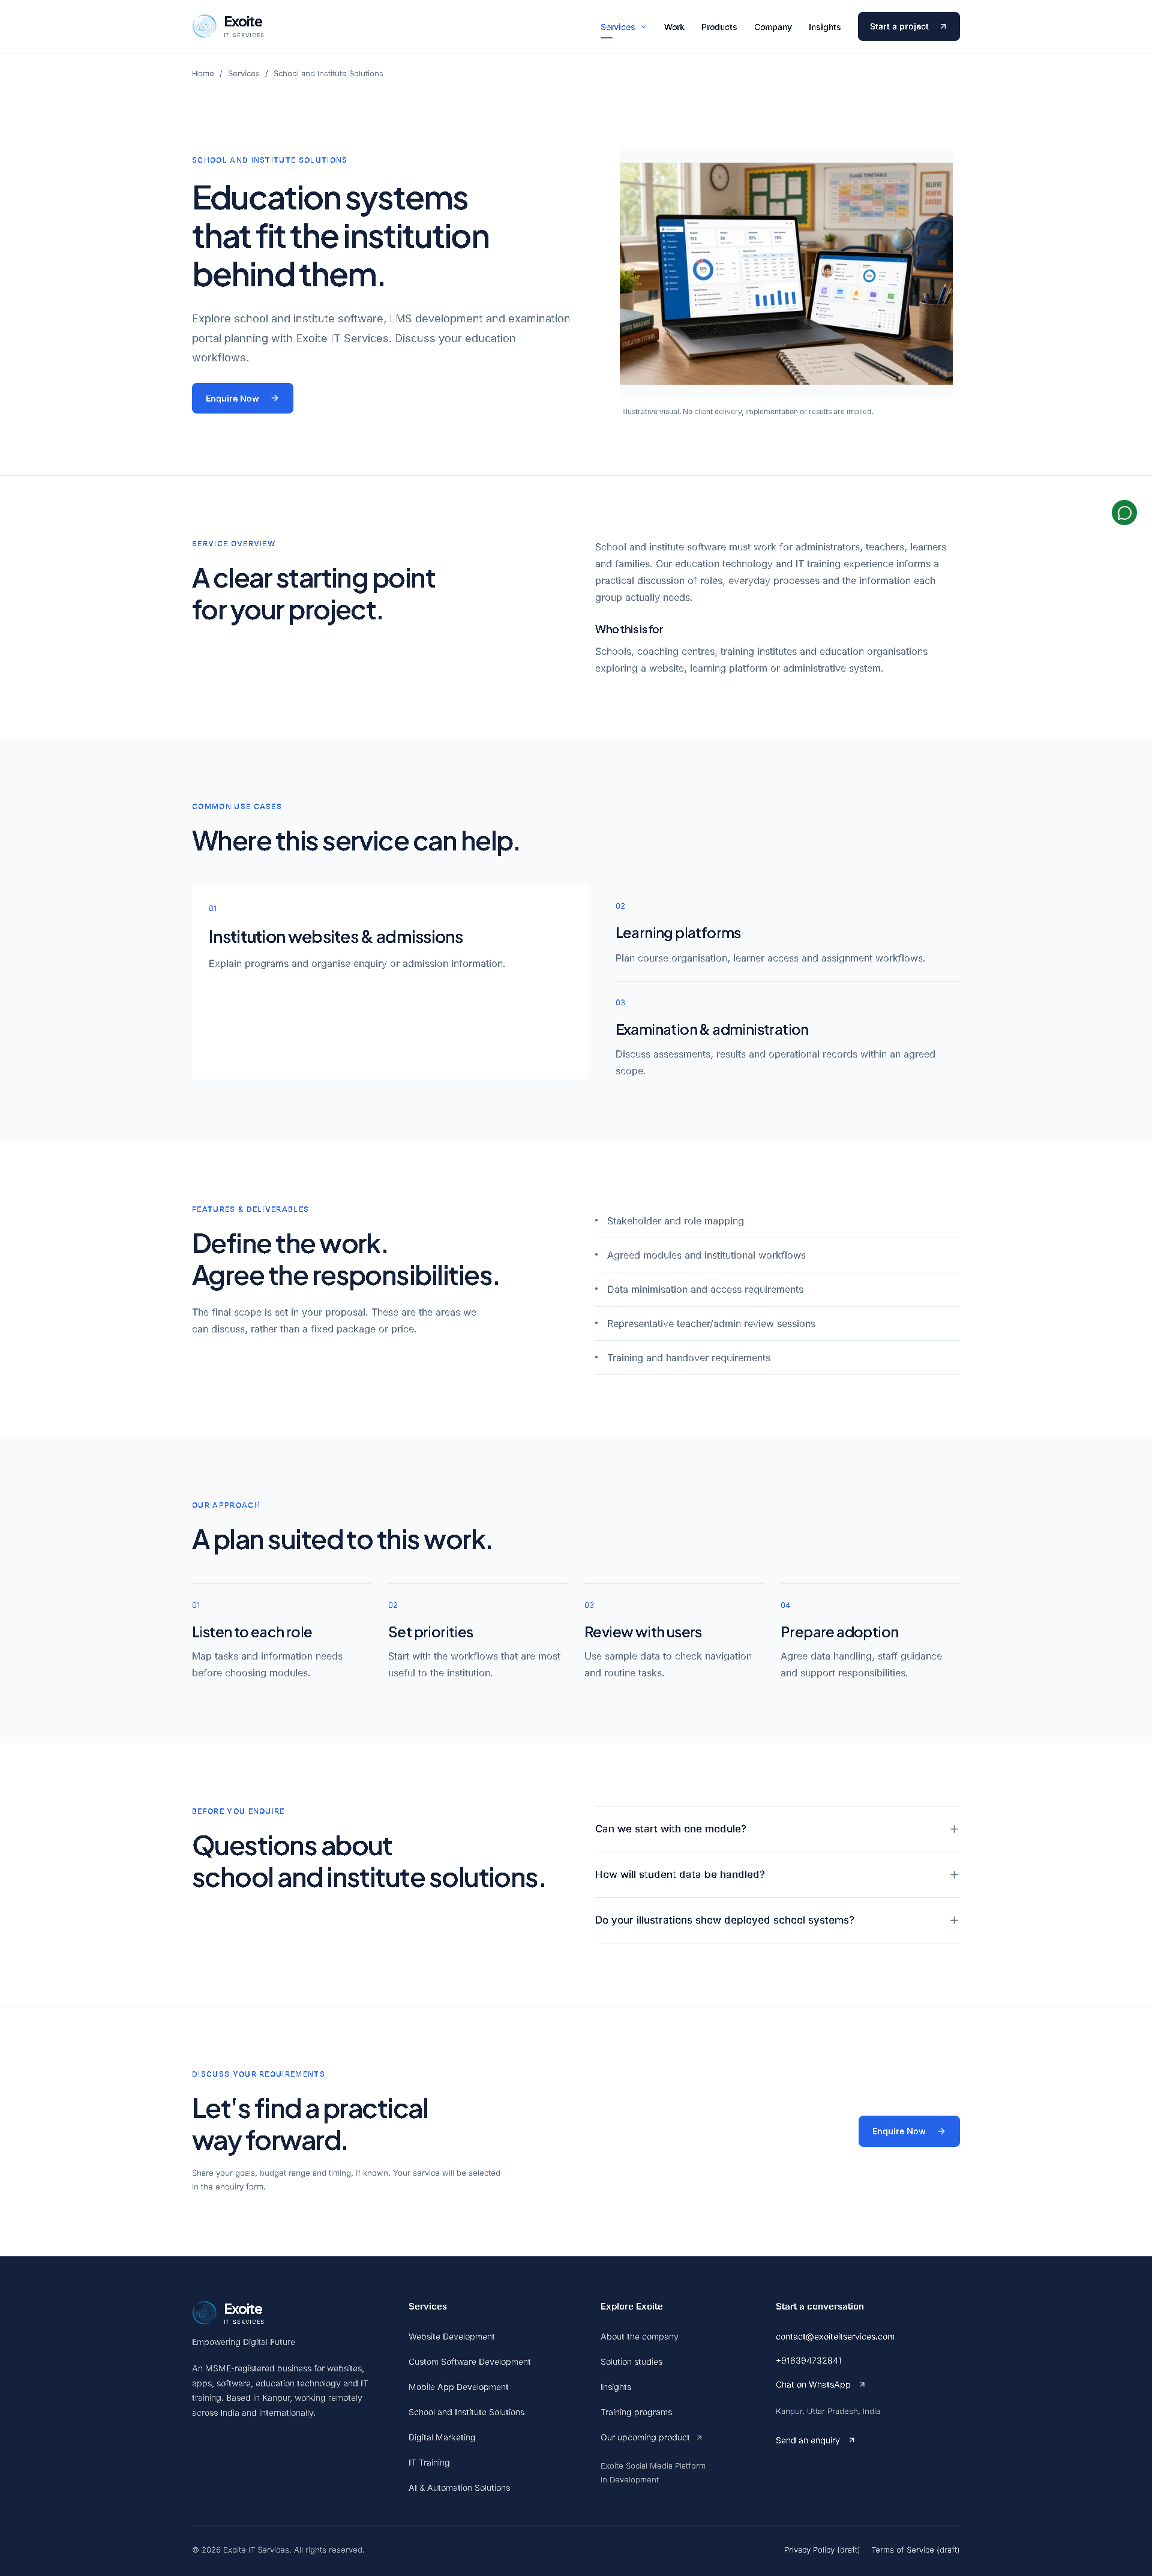 Exoite
IT SERVICES
Services
Work
Products
Company
Insights
Start a project
Home / Services / School and Institute Solutions
SCHOOL AND INSTITUTE SOLUTIONS
Education systems
that fit the institution
behind them.
Explore school and institute software, LMS development and examination
portal planning with Exoite IT Services. Discuss your education
workflows.
Enquire Now
CLASS TIMETABLE
BELIEVE
ACHIEVE
SUCCEED
Illustrative visual. No client delivery, implementation or results are implied.
SERVICE OVERVIEW
A clear starting point
for your project.
School and institute software must work for administrators, teachers, learners
and families. Our education technology and IT training experience informs a
practical discussion of roles, everyday processes and the information each
group actually needs.
Who this is for
Schools, coaching centres, training institutes and education organisations
exploring a website, learning platform or administrative system.
COMMON USE CASES
Where this service can help.
01
Institution websites & admissions
Explain programs and organise enquiry or admission information.
02
Learning platforms
Plan course organisation, learner access and assignment workflows.
03
Examination & administration
Discuss assessments, results and operational records within an agreed
scope.
FEATURES & DELIVERABLES
Define the work.
Agree the responsibilities.
The final scope is set in your proposal. These are the areas we
can discuss, rather than a fixed package or price.
Stakeholder and role mapping
Agreed modules and institutional workflows
Data minimisation and access requirements
Representative teacher/admin review sessions
Training and handover requirements
OUR APPROACH
A plan suited to this work.
01
Listen to each role
Map tasks and information needs
before choosing modules.
02
Set priorities
Start with the workflows that are most
useful to the institution.
03
Review with users
Use sample data to check navigation
and routine tasks.
04
Prepare adoption
Agree data handling, staff guidance
and support responsibilities.
BEFORE YOU ENQUIRE
Questions about
school and institute solutions.
Can we start with one module?
How will student data be handled?
Do your illustrations show deployed school systems?
DISCUSS YOUR REQUIREMENTS
Let's find a practical
way forward.
Share your goals, budget range and timing, if known. Your service will be selected
in the enquiry form.
Enquire Now
Exoite
IT SERVICES
Empowering Digital Future
An MSME-registered business for websites,
apps, software, education technology and IT
training. Based in Kanpur, working remotely
across India and internationally.
Services
Website Development
Custom Software Development
Mobile App Development
School and Institute Solutions
Digital Marketing
IT Training
AI & Automation Solutions
Explore Exoite
About the company
Solution studies
Insights
Training programs
Our upcoming product
Exoite Social Media Platform
In Development
Start a conversation
contact@exoiteitservices.com
+916394732841
Chat on WhatsApp
Kanpur, Uttar Pradesh, India
Send an enquiry
© 2026 Exoite IT Services. All rights reserved.
Privacy Policy (draft)
Terms of Service (draft)